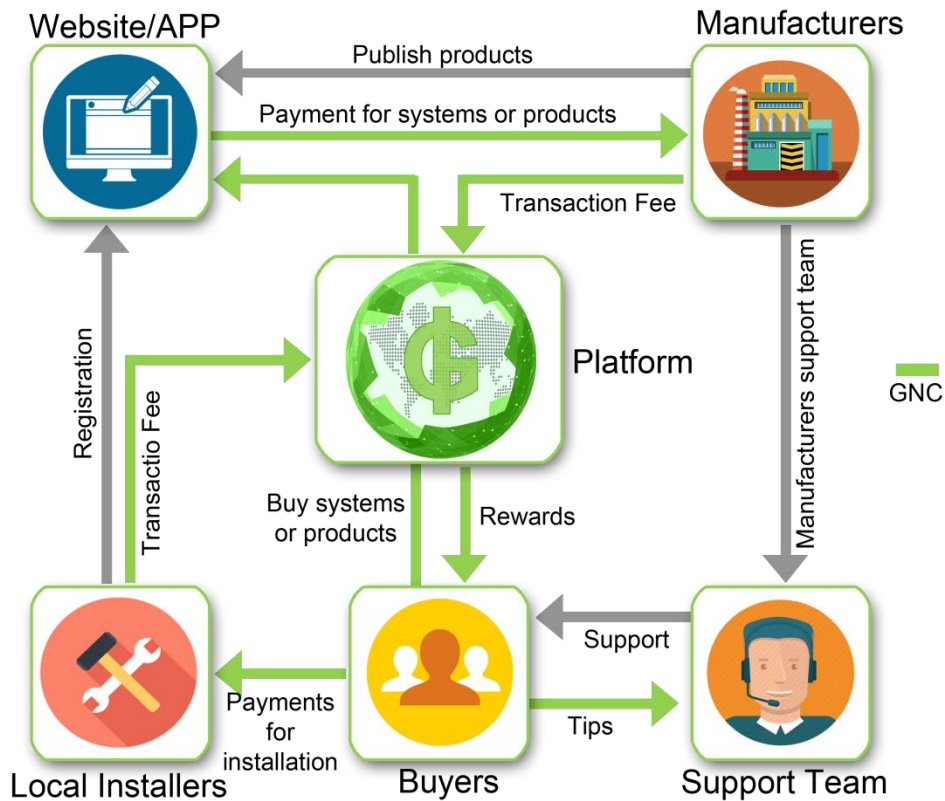 Website/APP
Manufacturers
Publish products
Payment for systems or products
Transaction Fee
Platform
GNC
Registration
Transactio Fee
Manufacturers support team
Buy systems
or products
Rewards
Support
Payments
for
installation
Tips
Local Installers
Buyers
Support Team